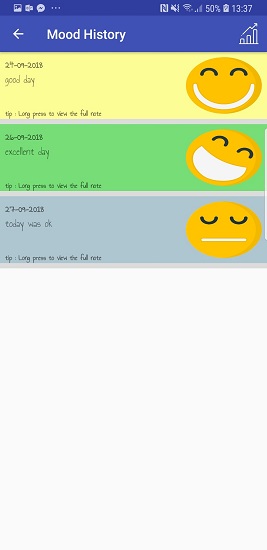 50% 13:37
Mood History
29-09-2018
good day
tip : Long press to view the full note
26-09-2018
excellent day
tip : Long press to view the full note
27-09-2018
today was ok
tip : Long press to view the full note